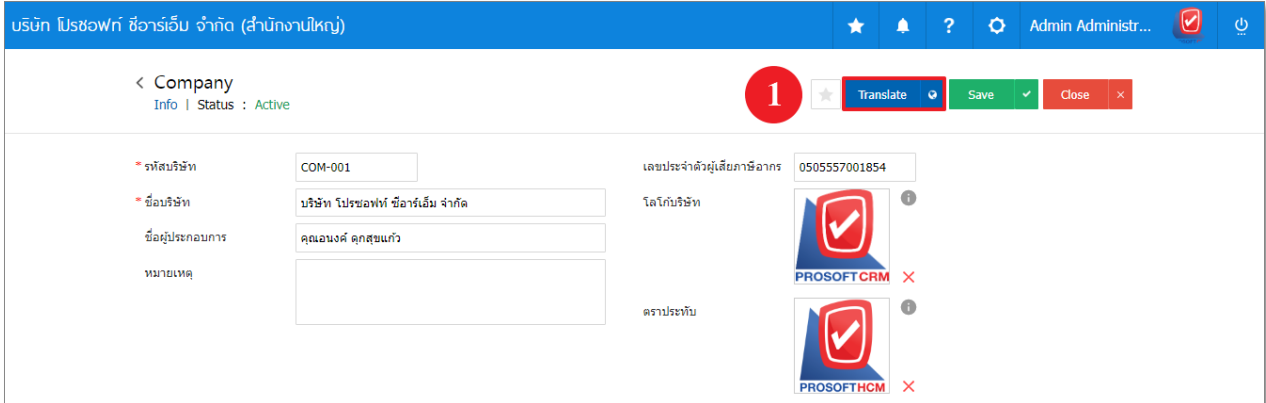 บริษัท โปรซอฟท์ ซีอาร์เอ็ม จำกัด (สำนักงานใหญ่)
? Admin Administr...
< Company
Info | Status : Active
1 Translate Save Close ×
* รหัสบริษัท COM-001 เลขประจำตัวผู้เสียภาษีอากร 0505557001854
* ชื่อบริษัท บริษัท โปรซอฟท์ ซีอาร์เอ็ม จำกัด โลโก้บริษัท
ชื่อผู้ประกอบการ คุณอนงค์ ดุกสุขแก้ว
หมายเหตุ
PROSOFT CRM
ตราประทับ
PROSOFT HCM